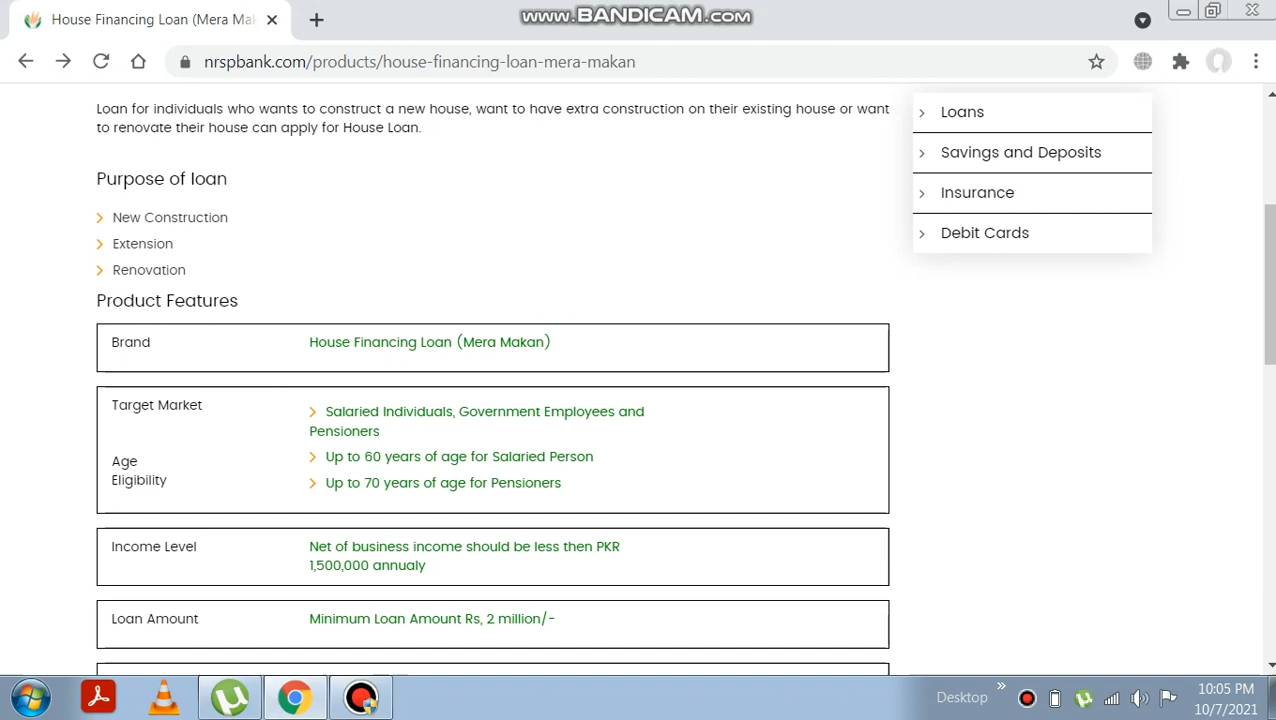 House Financing Loan (Mera Mak
www.BANDICAM.com
nrspbank.com/products/house-financing-loan-mera-makan
Loan for individuals who wants to construct a new house, want to have extra construction on their existing house or want
to renovate their house can apply for House Loan.
Purpose of loan
New Construction
Extension
Renovation
Product Features
Brand
House Financing Loan (Mera Makan)
Target Market
Salaried Individuals, Government Employees and
Pensioners
Age
Eligibility
Up to 60 years of age for Salaried Person
Up to 70 years of age for Pensioners
Income Level
Net of business income should be less then PKR
1,500,000 annualy
Loan Amount
Minimum Loan Amount Rs, 2 million/-
Loans
Savings and Deposits
Insurance
Debit Cards
Desktop
10:05 PM
10/7/2021